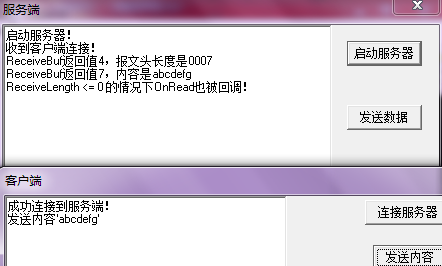 服务端
启动服务器！
收到客户端连接！
ReceiveBuf返回值4，报文头长度是0007
ReceiveBuf返回值7，内容是abcdefg
ReceiveLength <= 0的情况下OnRead也被回调！
启动服务器
发送数据
客户端
成功连接到服务端！
发送内容'abcdefg'
连接服务器
发送内容